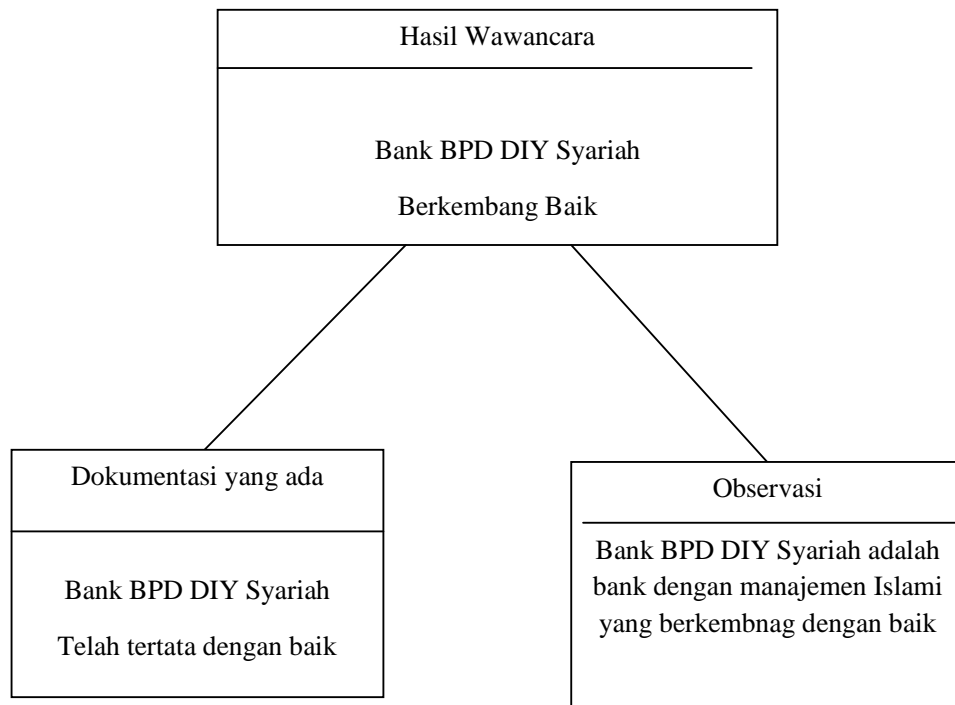 Hasil Wawancara
Bank BPD DIY Syariah
Berkembang Baik
Dokumentasi yang ada
Bank BPD DIY Syariah
Telah tertata dengan baik
Observasi
Bank BPD DIY Syariah adalah
bank dengan manajemen Islami
yang berkembnag dengan baik